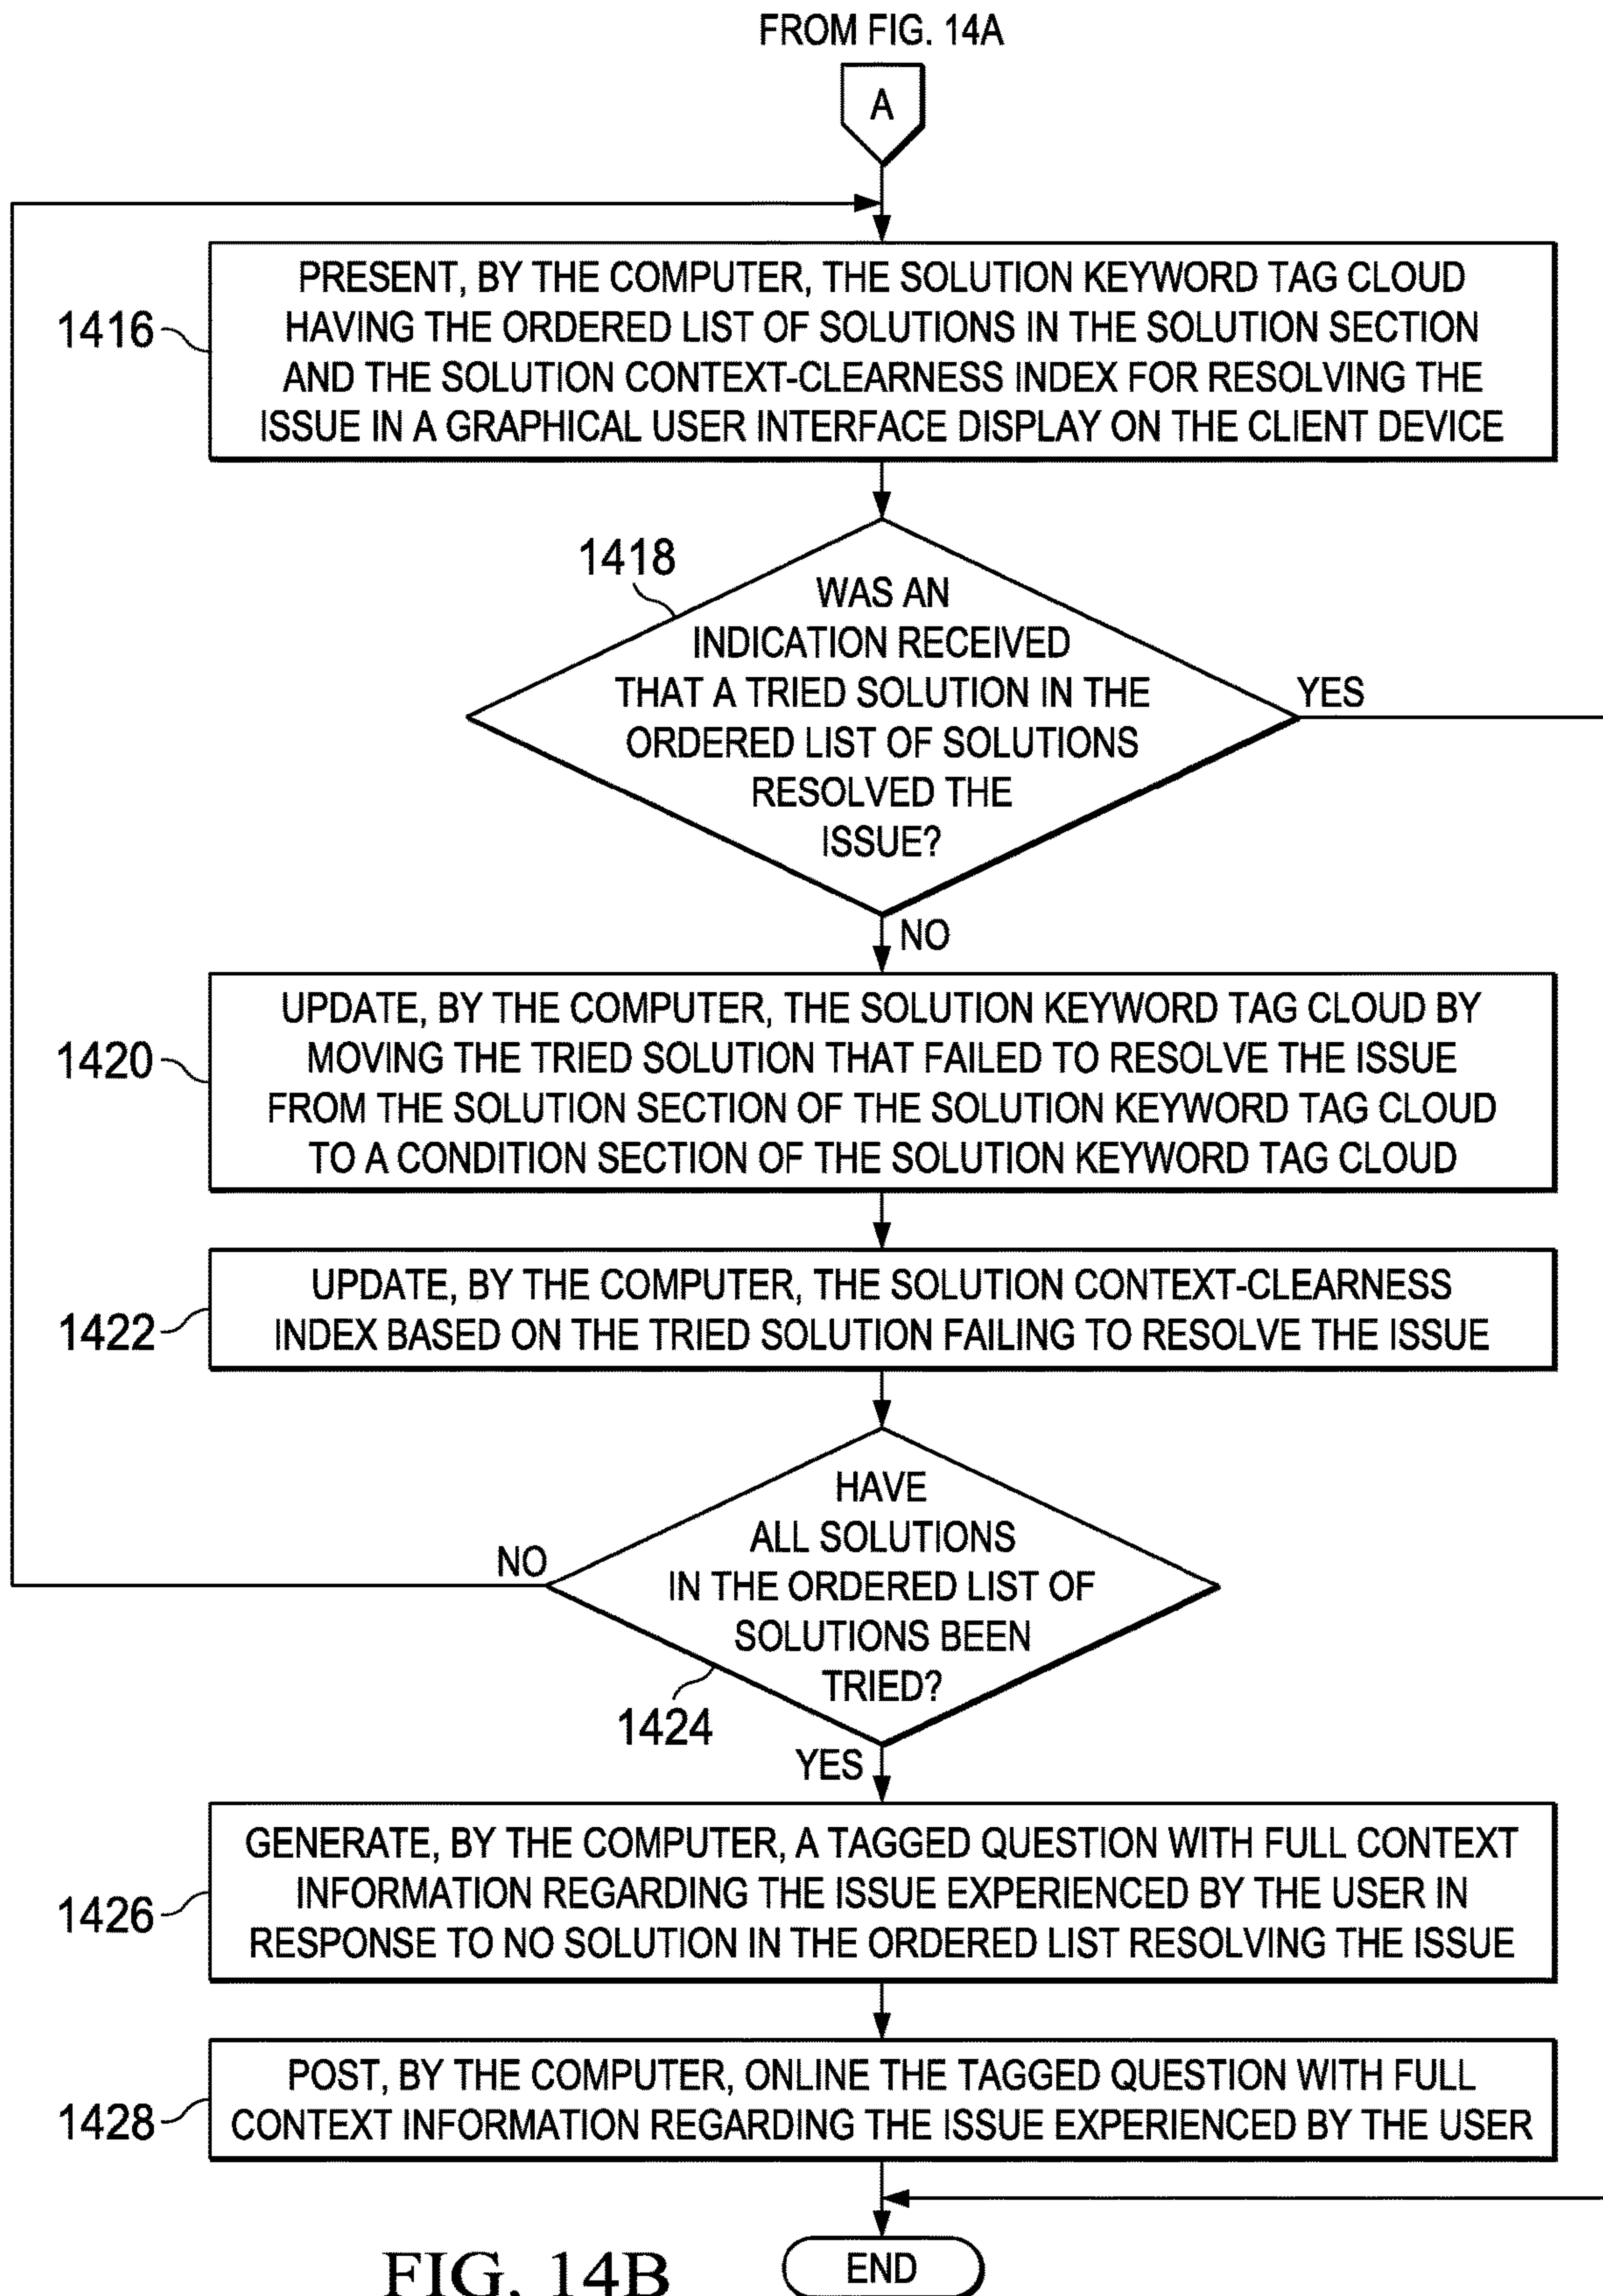 FROM FIG. 14A
A
1416
PRESENT, BY THE COMPUTER, THE SOLUTION KEYWORD TAG CLOUD
HAVING THE ORDERED LIST OF SOLUTIONS IN THE SOLUTION SECTION
AND THE SOLUTION CONTEXT-CLEARNESS INDEX FOR RESOLVING THE
ISSUE IN A GRAPHICAL USER INTERFACE DISPLAY ON THE CLIENT DEVICE
1418
WAS AN
INDICATION RECEIVED
THAT A TRIED SOLUTION IN THE
ORDERED LIST OF SOLUTIONS
RESOLVED THE
ISSUE?
YES
NO
1420
UPDATE, BY THE COMPUTER, THE SOLUTION KEYWORD TAG CLOUD BY
MOVING THE TRIED SOLUTION THAT FAILED TO RESOLVE THE ISSUE
FROM THE SOLUTION SECTION OF THE SOLUTION KEYWORD TAG CLOUD
TO A CONDITION SECTION OF THE SOLUTION KEYWORD TAG CLOUD
1422
UPDATE, BY THE COMPUTER, THE SOLUTION CONTEXT-CLEARNESS
INDEX BASED ON THE TRIED SOLUTION FAILING TO RESOLVE THE ISSUE
HAVE
ALL SOLUTIONS
IN THE ORDERED LIST OF
SOLUTIONS BEEN
TRIED?
NO
1424
YES
1426
GENERATE, BY THE COMPUTER, A TAGGED QUESTION WITH FULL CONTEXT
INFORMATION REGARDING THE ISSUE EXPERIENCED BY THE USER IN
RESPONSE TO NO SOLUTION IN THE ORDERED LIST RESOLVING THE ISSUE
1428
POST, BY THE COMPUTER, ONLINE THE TAGGED QUESTION WITH FULL
CONTEXT INFORMATION REGARDING THE ISSUE EXPERIENCED BY THE USER
END
FIG. 14B